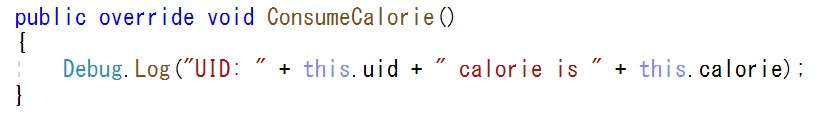 public override void ConsumeCalorie()
{
    Debug.Log("UID: " + this.uid + " calorie is " + this.calorie);
}